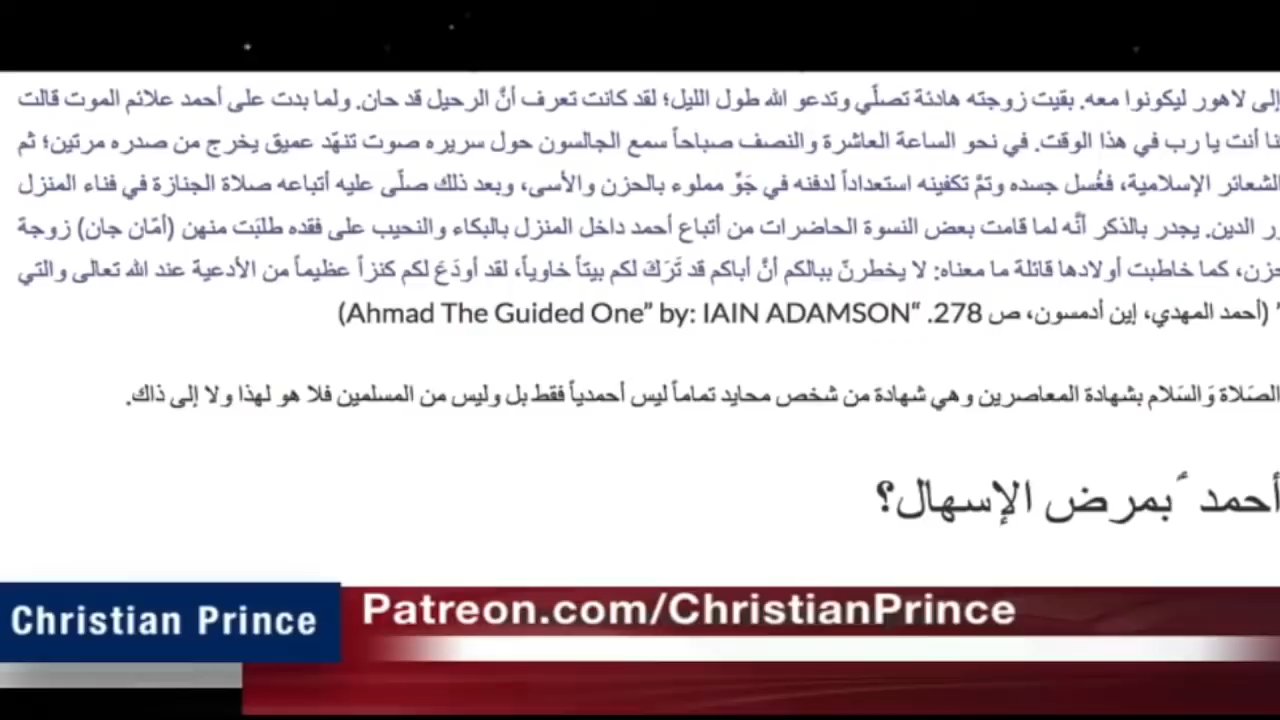 إلى لاهور ليكونوا معه. بقيت زوجته هادئة تصلّي وتدعو الله طول الليل؛ لقد كانت تعرف أنَّ الرحيل قد حان. ولما بدت على أحمد علائم الموت قالت
نا أنت يا رب في هذا الوقت. في نحو الساعة العاشرة والنصف صباحاً سمع الجالسون حول سريره صوت تنهّد عميق يخرج من صدره مرتين؛ ثم
الشعائر الإسلامية، فغُسل جسده وتمَّ تكفينه استعداداً لدفنه في جَوٍّ مملوء بالحزن والأسى، وبعد ذلك صلّى عليه أتباعه صلاة الجنازة في فناء المنزل
ر الدين. يجدر بالذكر أنَّه لما قامت بعض النسوة الحاضرات من أتباع أحمد داخل المنزل بالبكاء والنحيب على فقده طلبَت منهن (أمّان جان) زوجة
حزن، كما خاطبت أولادها قائلة ما معناه: لا يخطرنّ ببالكم أنَّ أباكم قد تَرَكَ لكم بيتاً خاوياً، لقد أودَعَ لكم كنزاً عظيماً من الأدعية عند الله تعالى والتي
" (أحمد المهدي، إين أدمسون، ص 278. "Ahmad The Guided One" by: IAIN ADAMSON)
الصَلاة وَالسَلام بشهادة المعاصرين وهي شهادة من شخص محايد تماماً ليس أحمدياً فقط بل وليس من المسلمين فلا هو لهذا ولا إلى ذاك.
أحمد ٌبمرض الإسهال؟
Christian Prince
Patreon.com/ChristianPrince